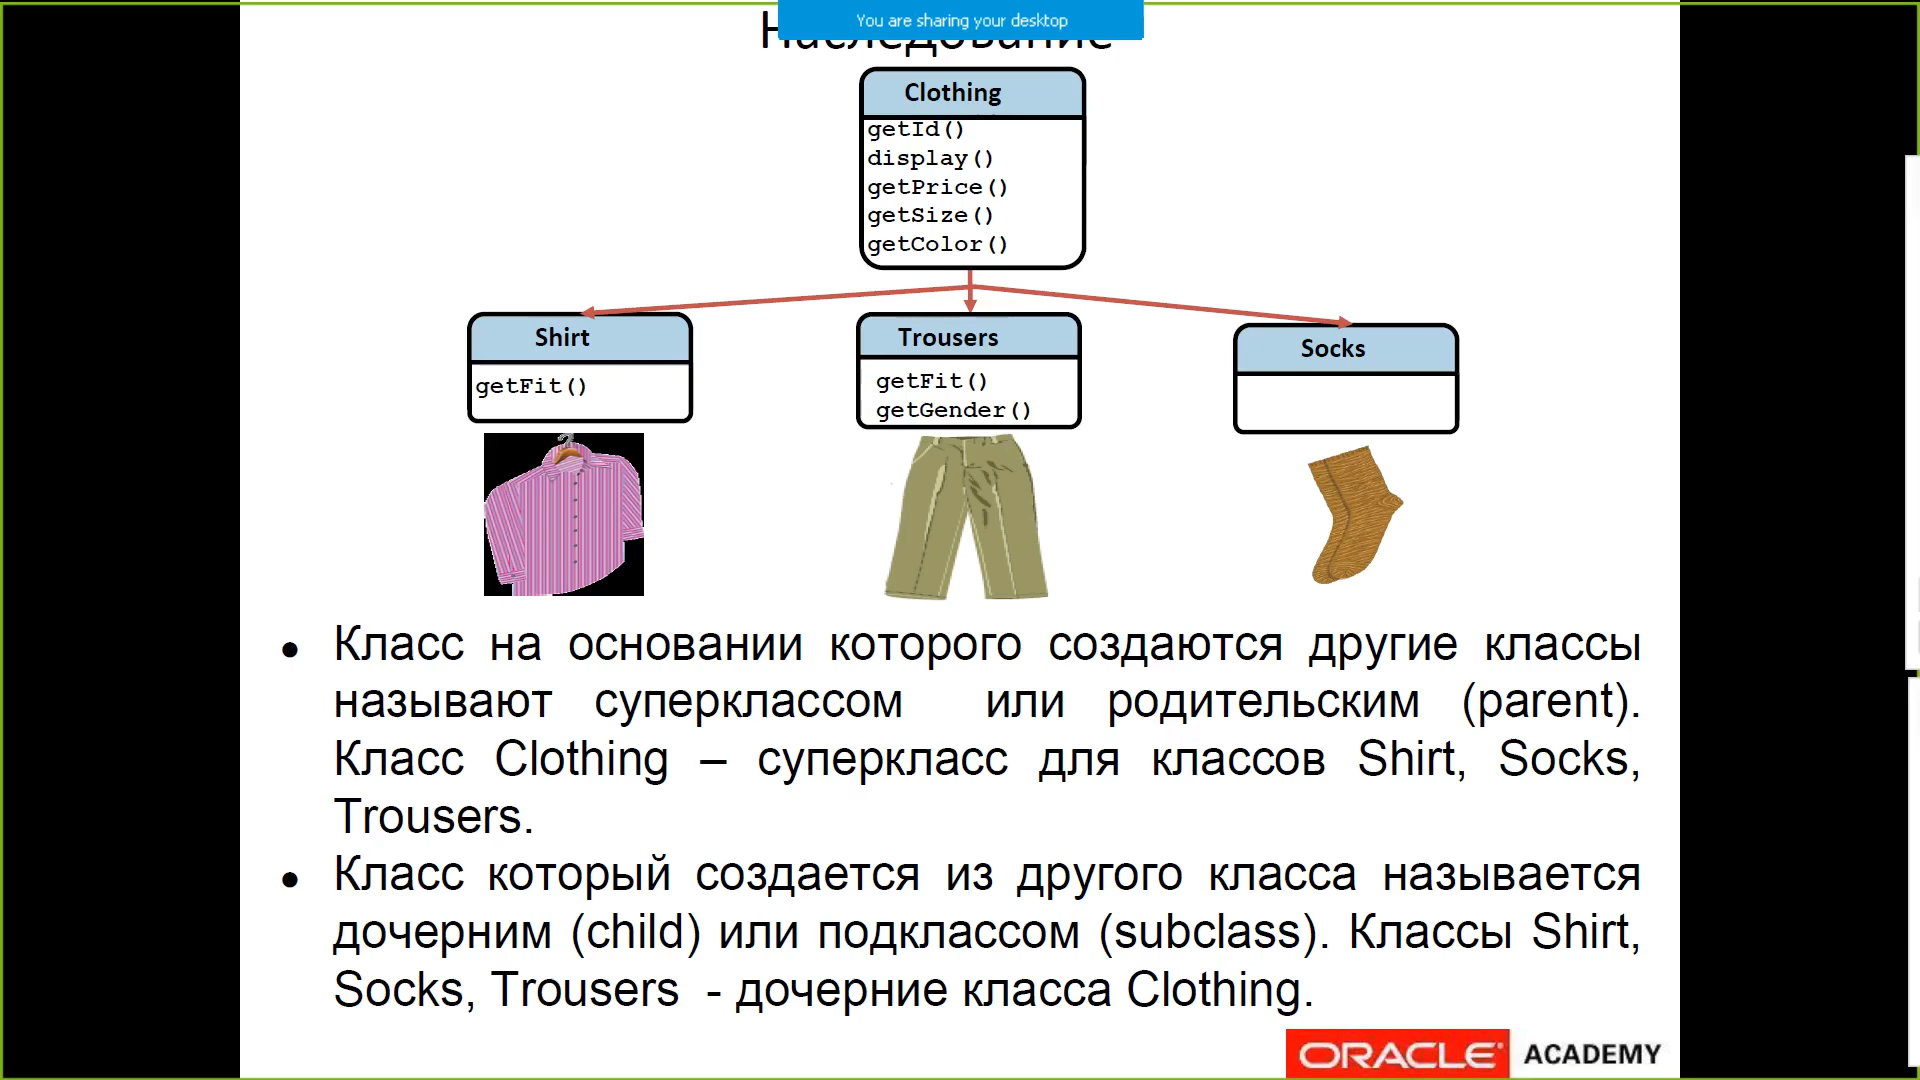 You are sharing your desktop
Наследование
Clothing
getId()
display()
getPrice()
getSize()
getColor()
Shirt
getFit()
Trousers
getFit()
getGender()
Socks
• Класс на основании которого создаются другие классы
называют суперклассом или родительским (parent).
Класс Clothing – суперкласс для классов Shirt, Socks,
Trousers.
• Класс который создается из другого класса называется
дочерним (child) или подклассом (subclass). Классы Shirt,
Socks, Trousers - дочерние класса Clothing.
ORACLE ACADEMY